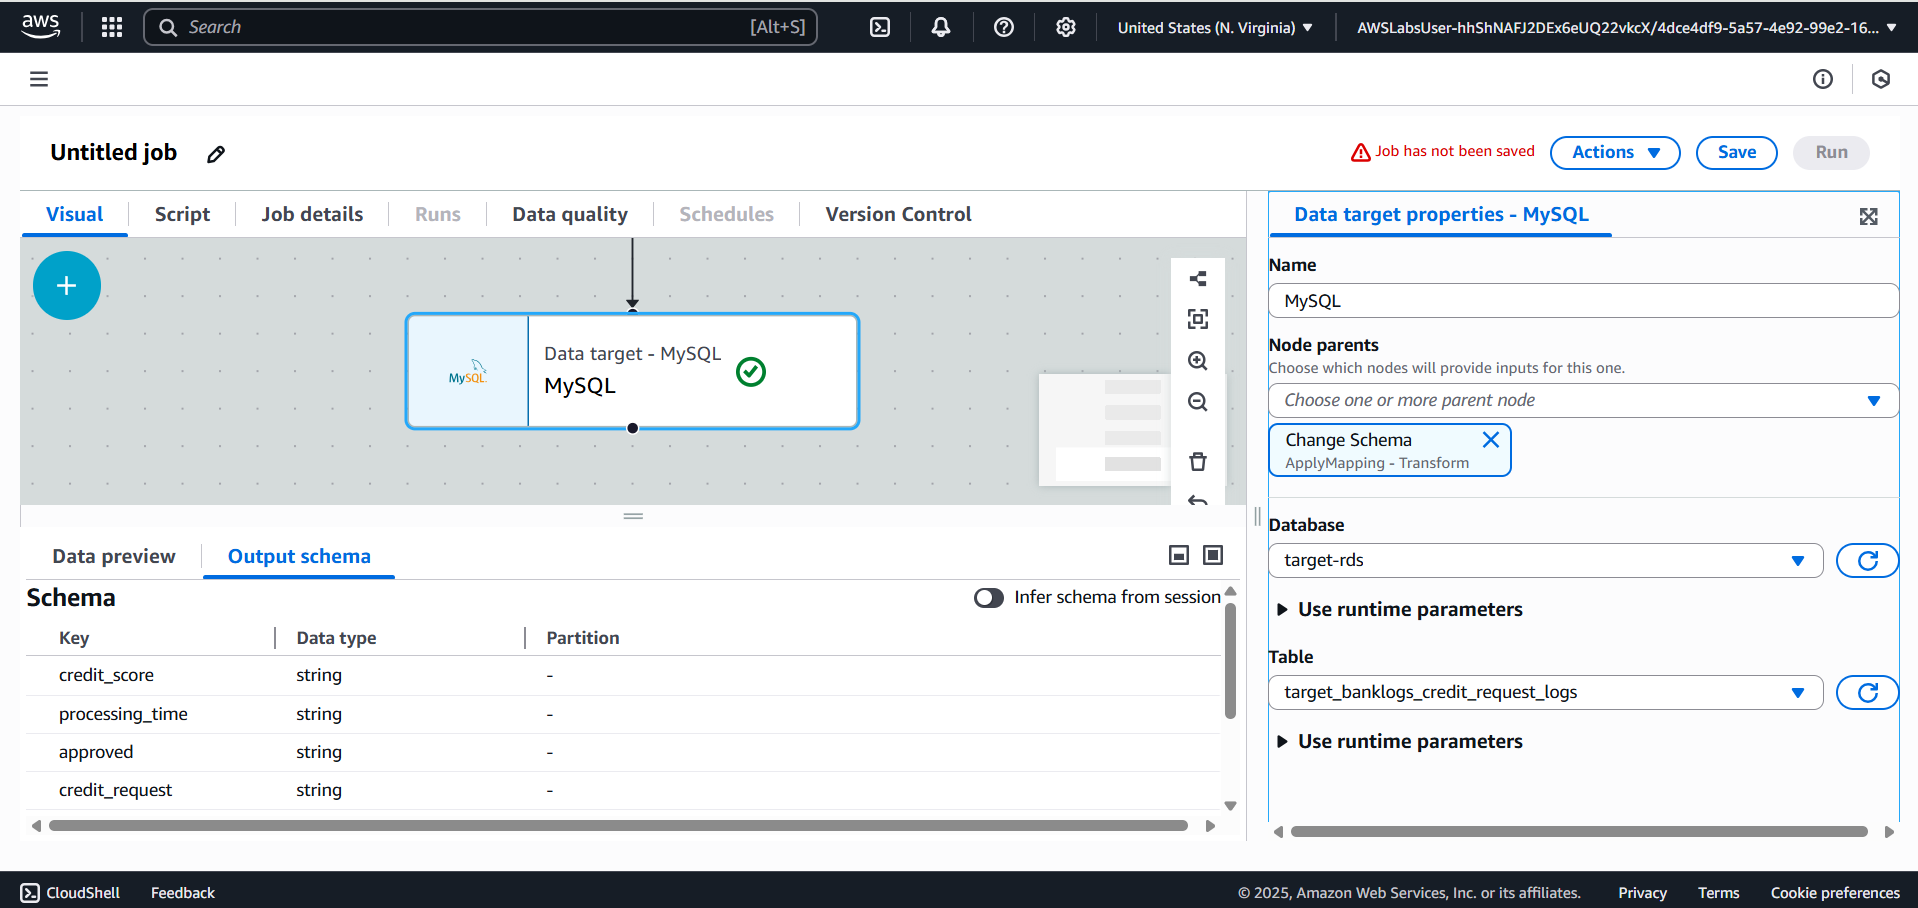 aws
Search
[Alt+S]
United States (N. Virginia)
AWSLabsUser-hhShNAFJ2DEx6eUQ22vkcX/4dce4df9-5a57-4e92-99e2-16...
Untitled job
Job has not been saved
Actions
Save
Run
Visual
Script
Job details
Runs
Data quality
Schedules
Version Control
MySQL
Data target - MySQL
MySQL
Data preview
Output schema
Schema
Infer schema from session
Key
Data type
Partition
credit_score
string
-
processing_time
string
-
approved
string
-
credit_request
string
-
Data target properties - MySQL
Name
MySQL
Node parents
Choose which nodes will provide inputs for this one.
Choose one or more parent node
Change Schema
ApplyMapping - Transform
Database
target-rds
Use runtime parameters
Table
target_banklogs_credit_request_logs
Use runtime parameters
CloudShell
Feedback
© 2025, Amazon Web Services, Inc. or its affiliates.
Privacy
Terms
Cookie preferences